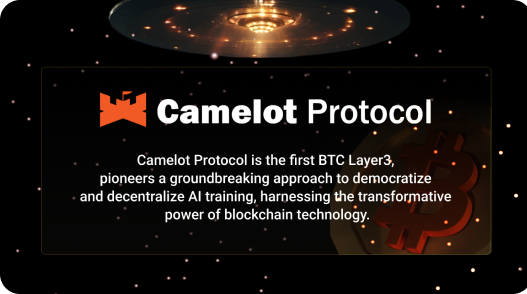 Camelot Protocol
Camelot Protocol is the first BTC Layer3,
pioneers a groundbreaking approach to democratize
and decentralize AI training, harnessing the transformative
power of blockchain technology.